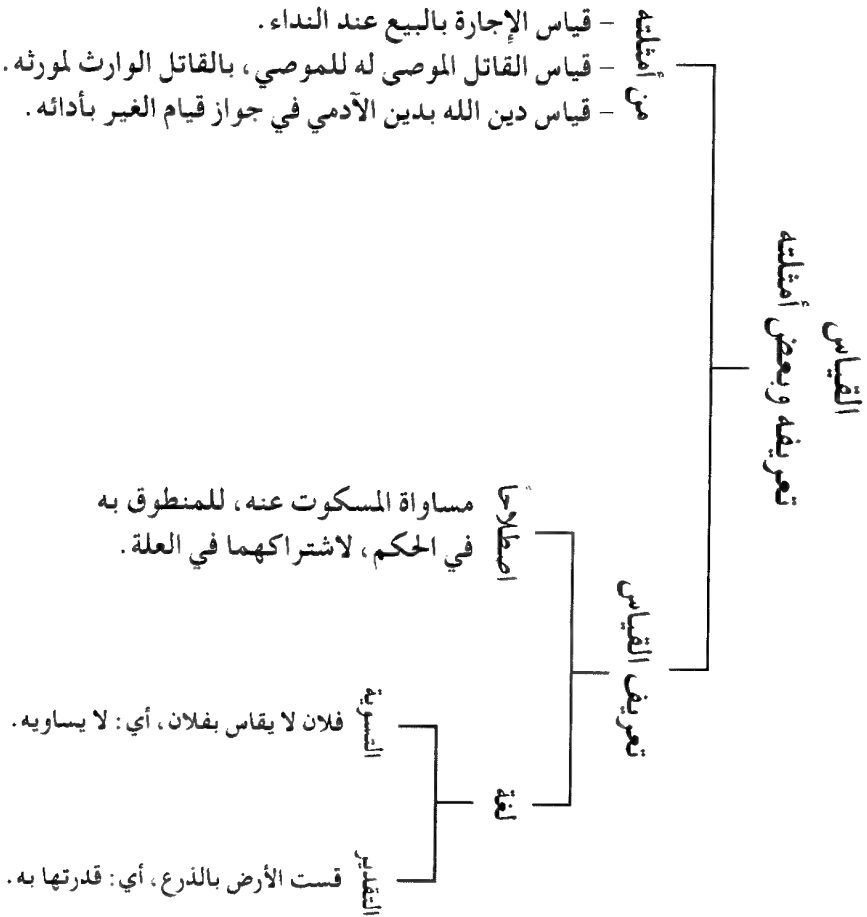 القياس
تعريفه وبعض أمثلته
من أمثلته
– قياس الإِجارة بالبيع عند النداء.
– قياس القاتل الموصى له للموصي، بالقاتل الوارث لمورثه.
– قياس دين الله بدين الآدمي في جواز قيام الغير بأدائه.
تعريف القياس
اصطلاحاً
مساواة المسكوت عنه، للمنطوق به
في الحكم، لاشتراكهما في العلة.
لغة
التسوية
فلان لا يقاس بفلان، أي: لا يساويه.
التقدير
قست الأرض بالذرع، أي: قدرتها به.